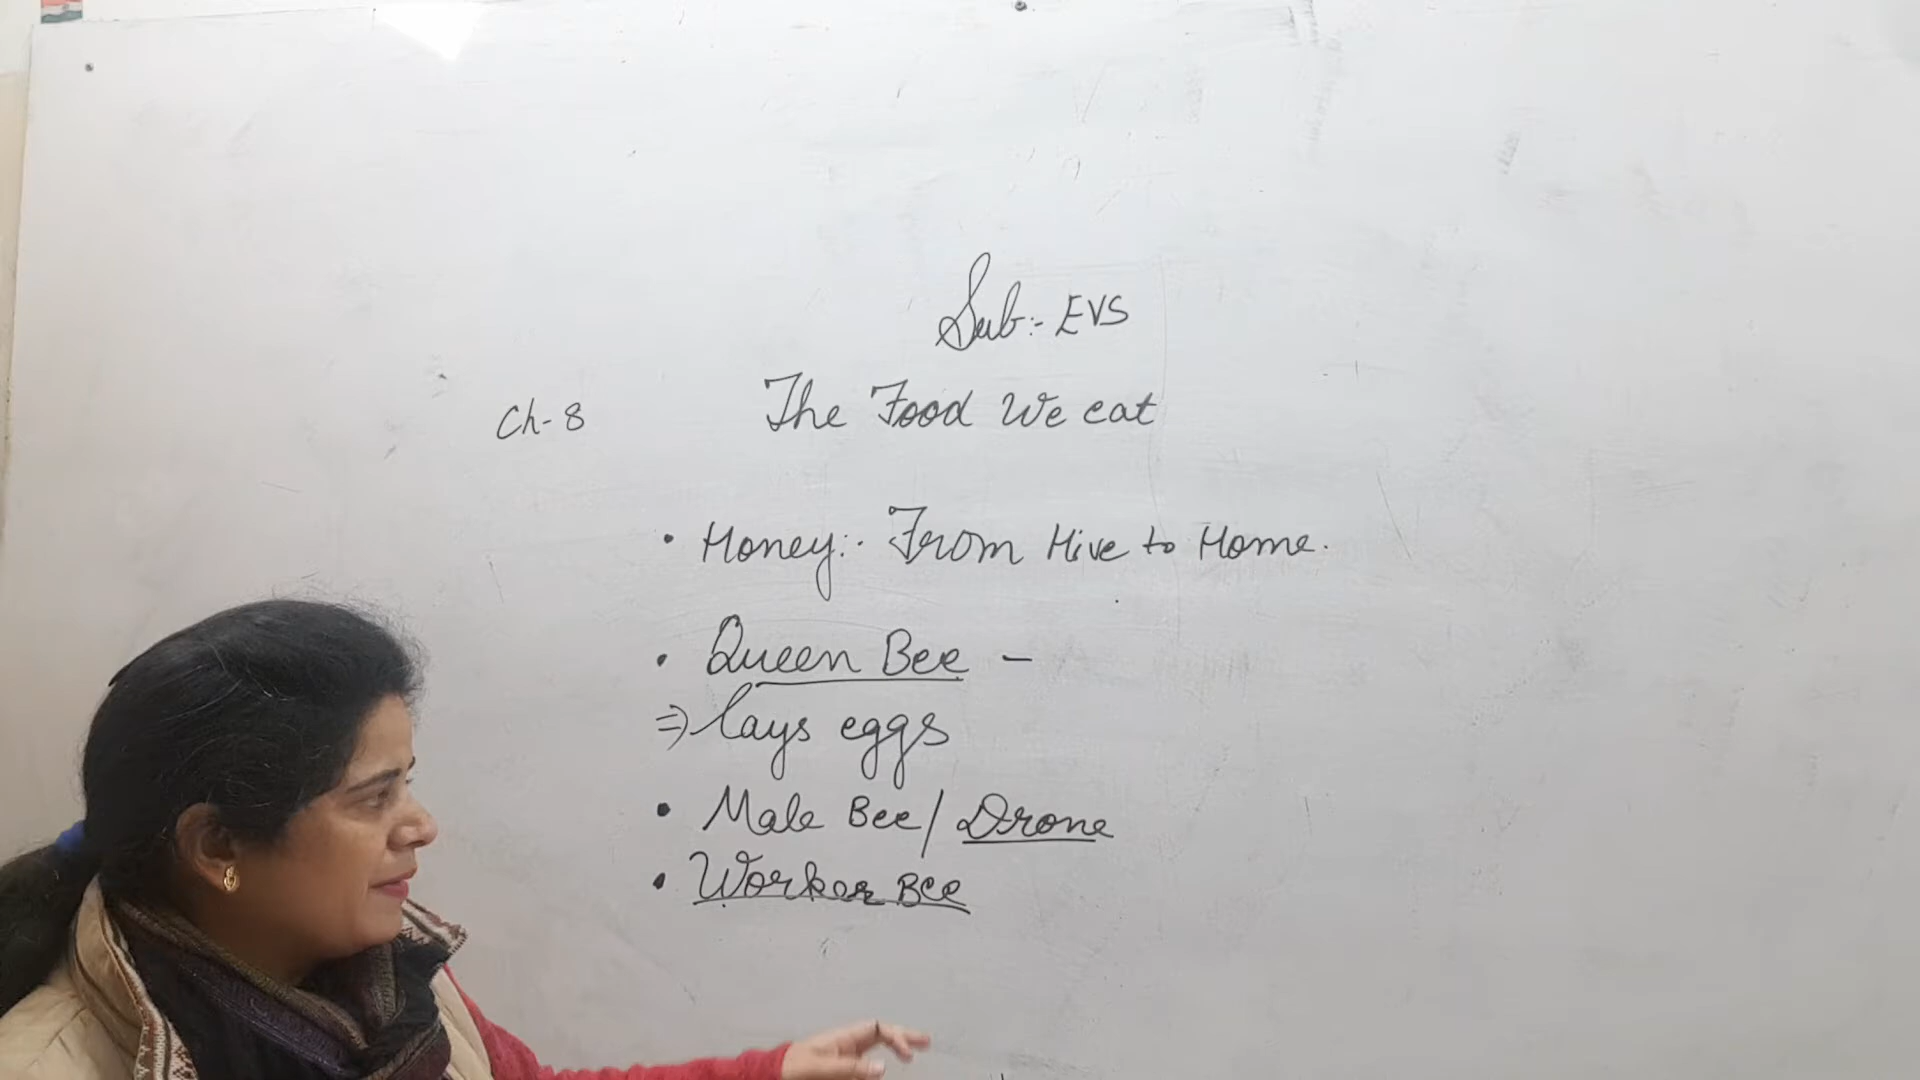 Sub:- EVS
Ch-8 The Food We eat
• Honey:- From Hive to Home.
• Queen Bee -
⇒ lays eggs
• Male Bee/Drone
• Worker Bee